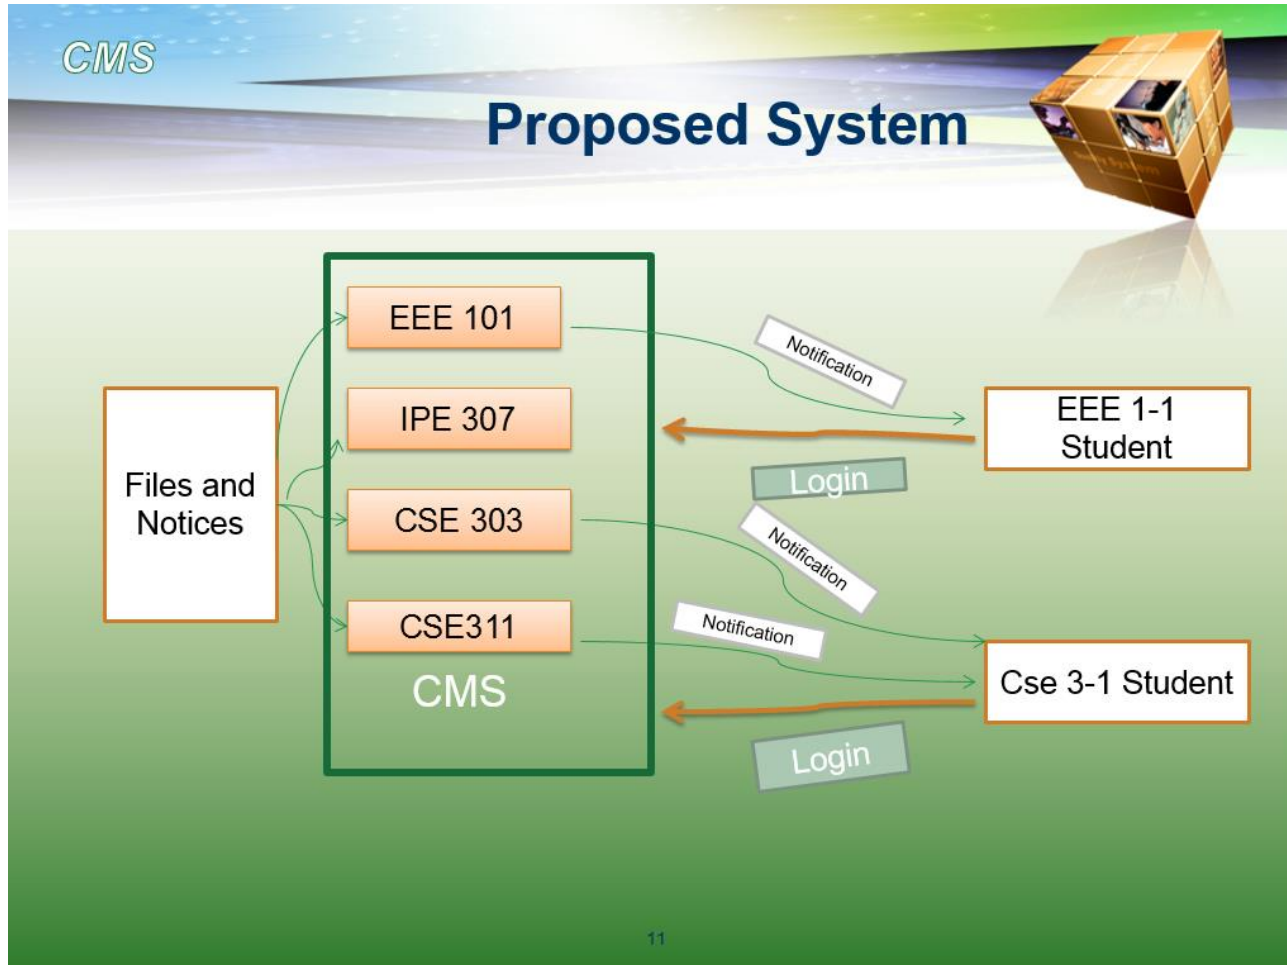 CMS
Proposed System
EEE 101
IPE 307
CSE 303
CSE311
CMS
Files and
Notices
Notification
Login
Notification
Notification
Login
EEE 1-1
Student
Cse 3-1 Student
11